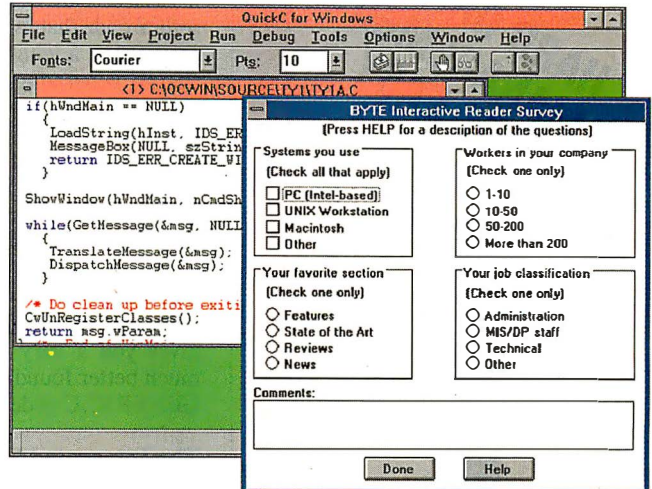 QuickC for Windows
File Edit View Project Run Debug Tools Options Window Help
Fonts: Courier Pts: 10
<1> C:\QCWIN\SOURCE\TY1\TY1A.C
if(hWndMain == NULL)
{
LoadString(hInst, IDS_ER
MessageBox(NULL, szStrin
return IDS_ERR_CREATE_WI
}
ShowWindow(hWndMain, nCmdSh
while(GetMessage(&msg, NULL
{
TranslateMessage(&msg);
DispatchMessage(&msg);
}
/* Do clean up before exiti
CwUnRegisterClasses();
return msg.wParam;
} /* End of WinMain
BYTE Interactive Reader Survey
(Press HELP for a description of the questions)
Systems you use
(Check all that apply)
PC (Intel-based)
UNIX Workstation
Macintosh
Other
Workers in your company
(Check one only)
1-10
10-50
50-200
More than 200
Your favorite section
(Check one only)
Features
State of the Art
Reviews
News
Your job classification
(Check one only)
Administration
MIS/DP staff
Technical
Other
Comments:
Done Help